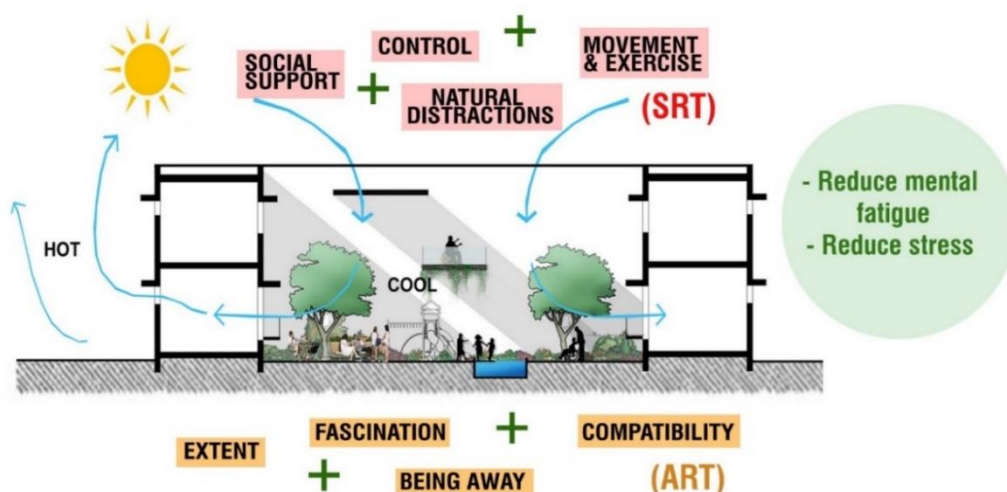 CONTROL
+
MOVEMENT
& EXERCISE
SOCIAL
SUPPORT
+
NATURAL
DISTRACTIONS
(SRT)
- Reduce mental
fatigue
- Reduce stress
HOT
COOL
EXTENT
FASCINATION
+
COMPATIBILITY
+
BEING AWAY
(ART)